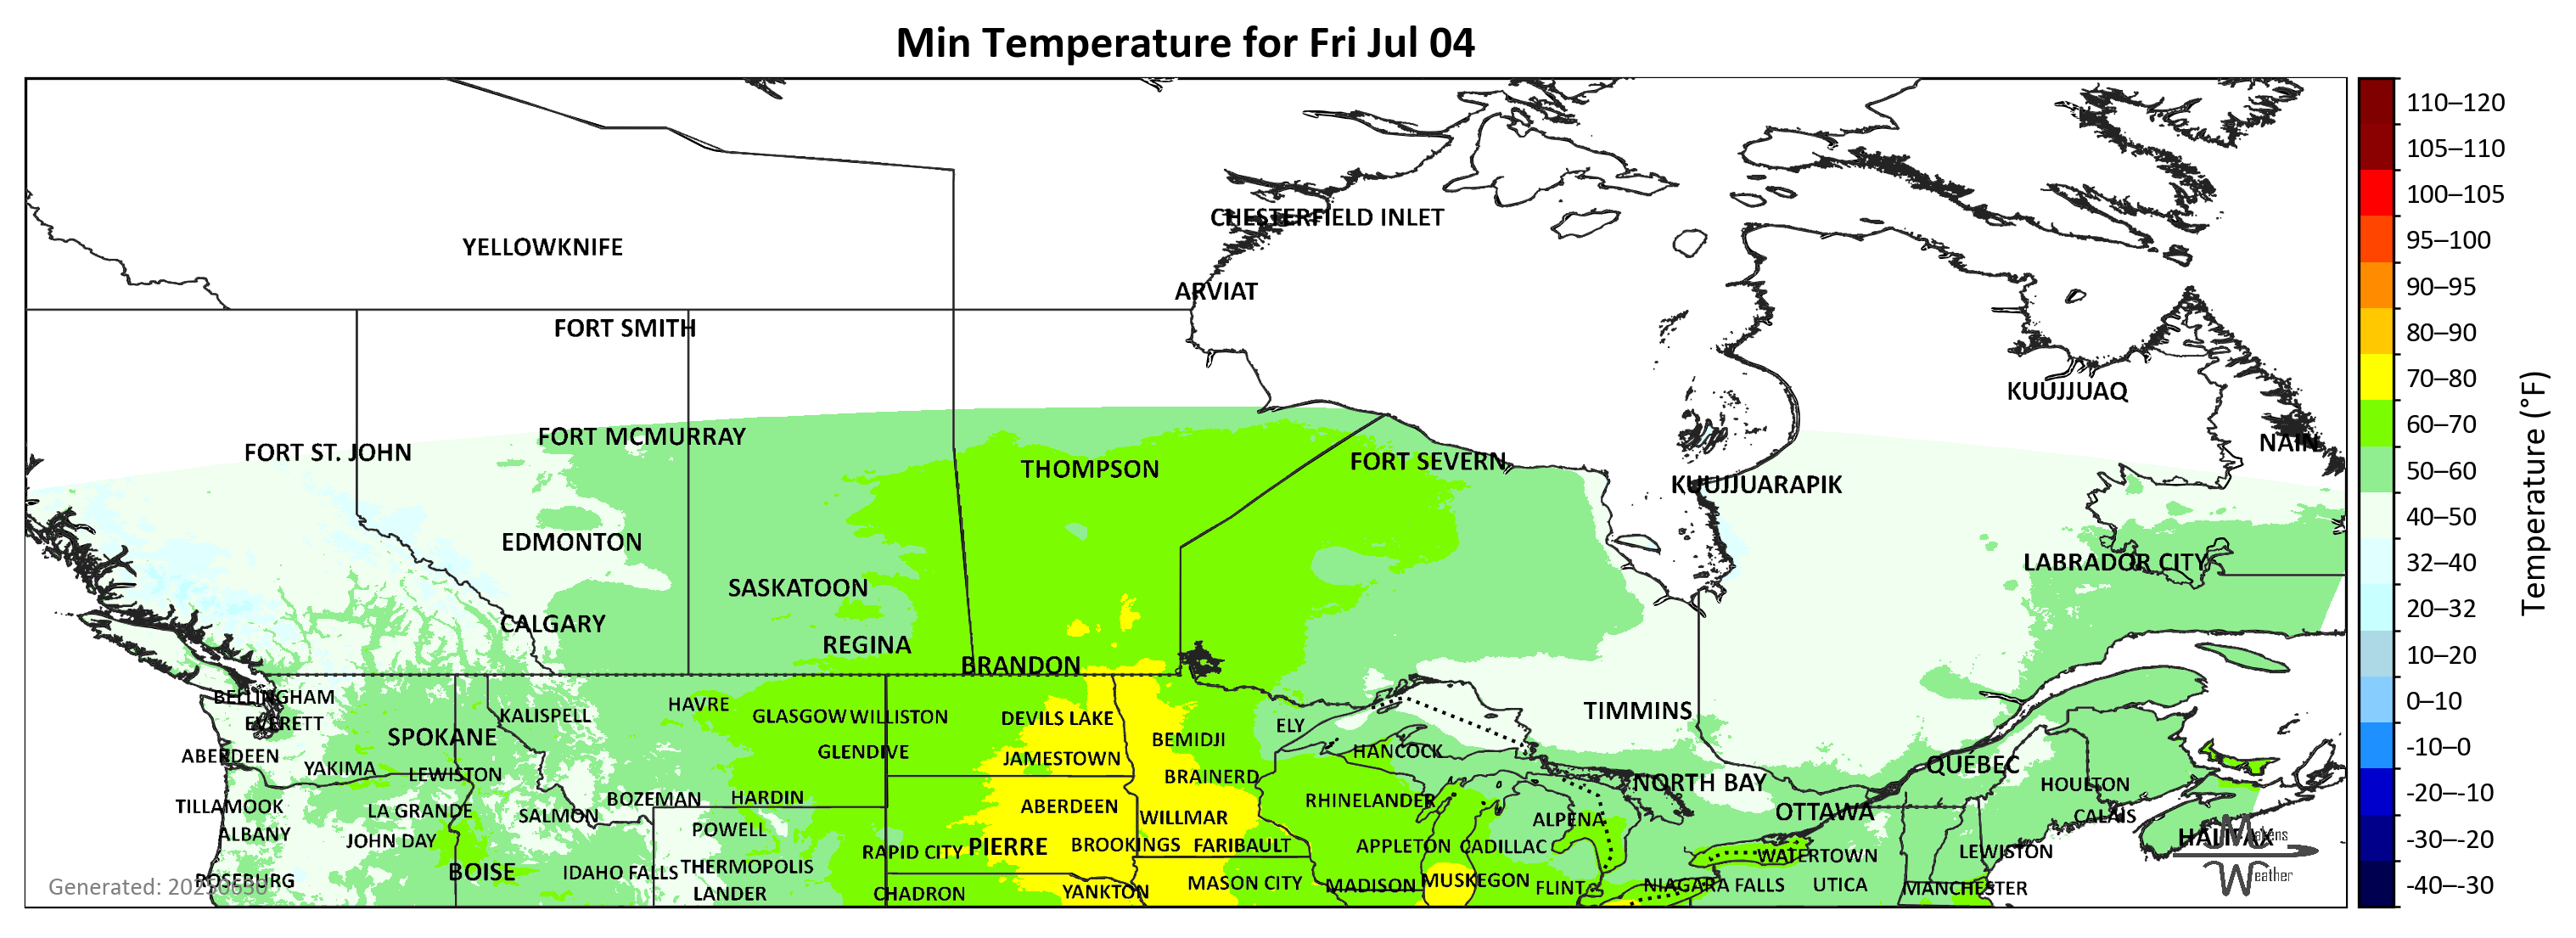 Min Temperature for Fri Jul 04
110–120
105–110
CHESTERFIELD INLET
100–105
YELLOWKNIFE
95–100
ARVIAT
90–95
FORT SMITH
80–90
70–80
KUUJJUAQ
60–70
FORT MCMURRAY
NAIN
FORT ST. JOHN
THOMPSON
FORT SEVERN
50–60
KUUJJUARAPIK
40–50
EDMONTON
LABRADOR CITY
32–40
Temperature (°F)
SASKATOON
20–32
CALGARY
REGINA
10–20
BRANDON
BELLINGHAM
HAVRE
0–10
EVERETT
KALISPELL
GLASGOW WILLISTON
DEVILS LAKE
ELY
TIMMINS
SPOKANE
BEMIDJI
-10–0
ABERDEEN
GLENDIVE
JAMESTOWN
HANCOCK
YAKIMA
LEWISTON
BRAINERD
NORTH BAY
QUÉBEC
HOULTON
-20–-10
TILLAMOOK
LA GRANDE
SALMON
BOZEMAN
HARDIN
ABERDEEN
WILLMAR
RHINELANDER
OTTAWA
CALAIS
ALBANY
JOHN DAY
POWELL
ALPENA
HALIFAX
Makens
-30–-20
RAPID CITY
PIERRE
BROOKINGS
FARIBAULT
APPLETON
CADILLAC
WATERTOWN
LEWISTON
BOISE
IDAHO FALLS
THERMOPOLIS
Weather
Generated: 20250630
ROSEBURG
LANDER
CHADRON
YANKTON
MASON CITY
MADISON
MUSKEGON
FLINT
NIAGARA FALLS
UTICA
MANCHESTER
-40–-30